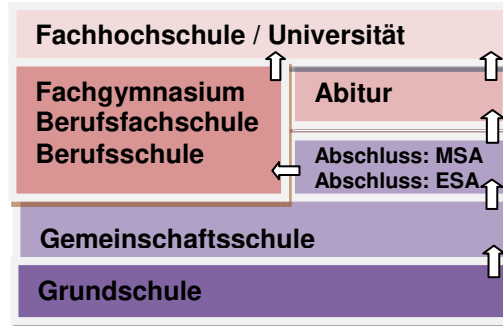 Fachhochschule / Universität
Fachgymnasium
Berufsfachschule
Berufsschule
Abitur
Abschluss: MSA
Abschluss: ESA
Gemeinschaftsschule
Grundschule